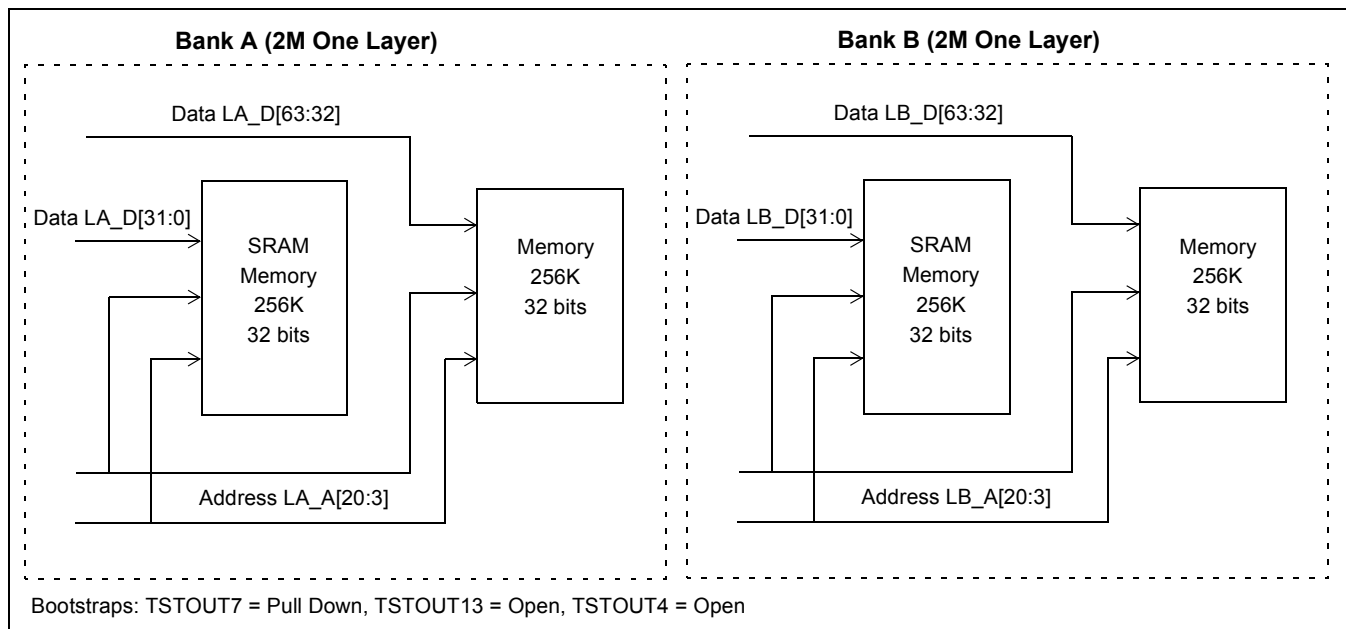 Bank A (2M One Layer)
Data LA_D[63:32]
Data LA_D[31:0]
SRAM
Memory
256K
32 bits
Memory
256K
32 bits
Address LA_A[20:3]
Bank B (2M One Layer)
Data LB_D[63:32]
Data LB_D[31:0]
SRAM
Memory
256K
32 bits
Memory
256K
32 bits
Address LB_A[20:3]
Bootstraps: TSTOUT7 = Pull Down, TSTOUT13 = Open, TSTOUT4 = Open